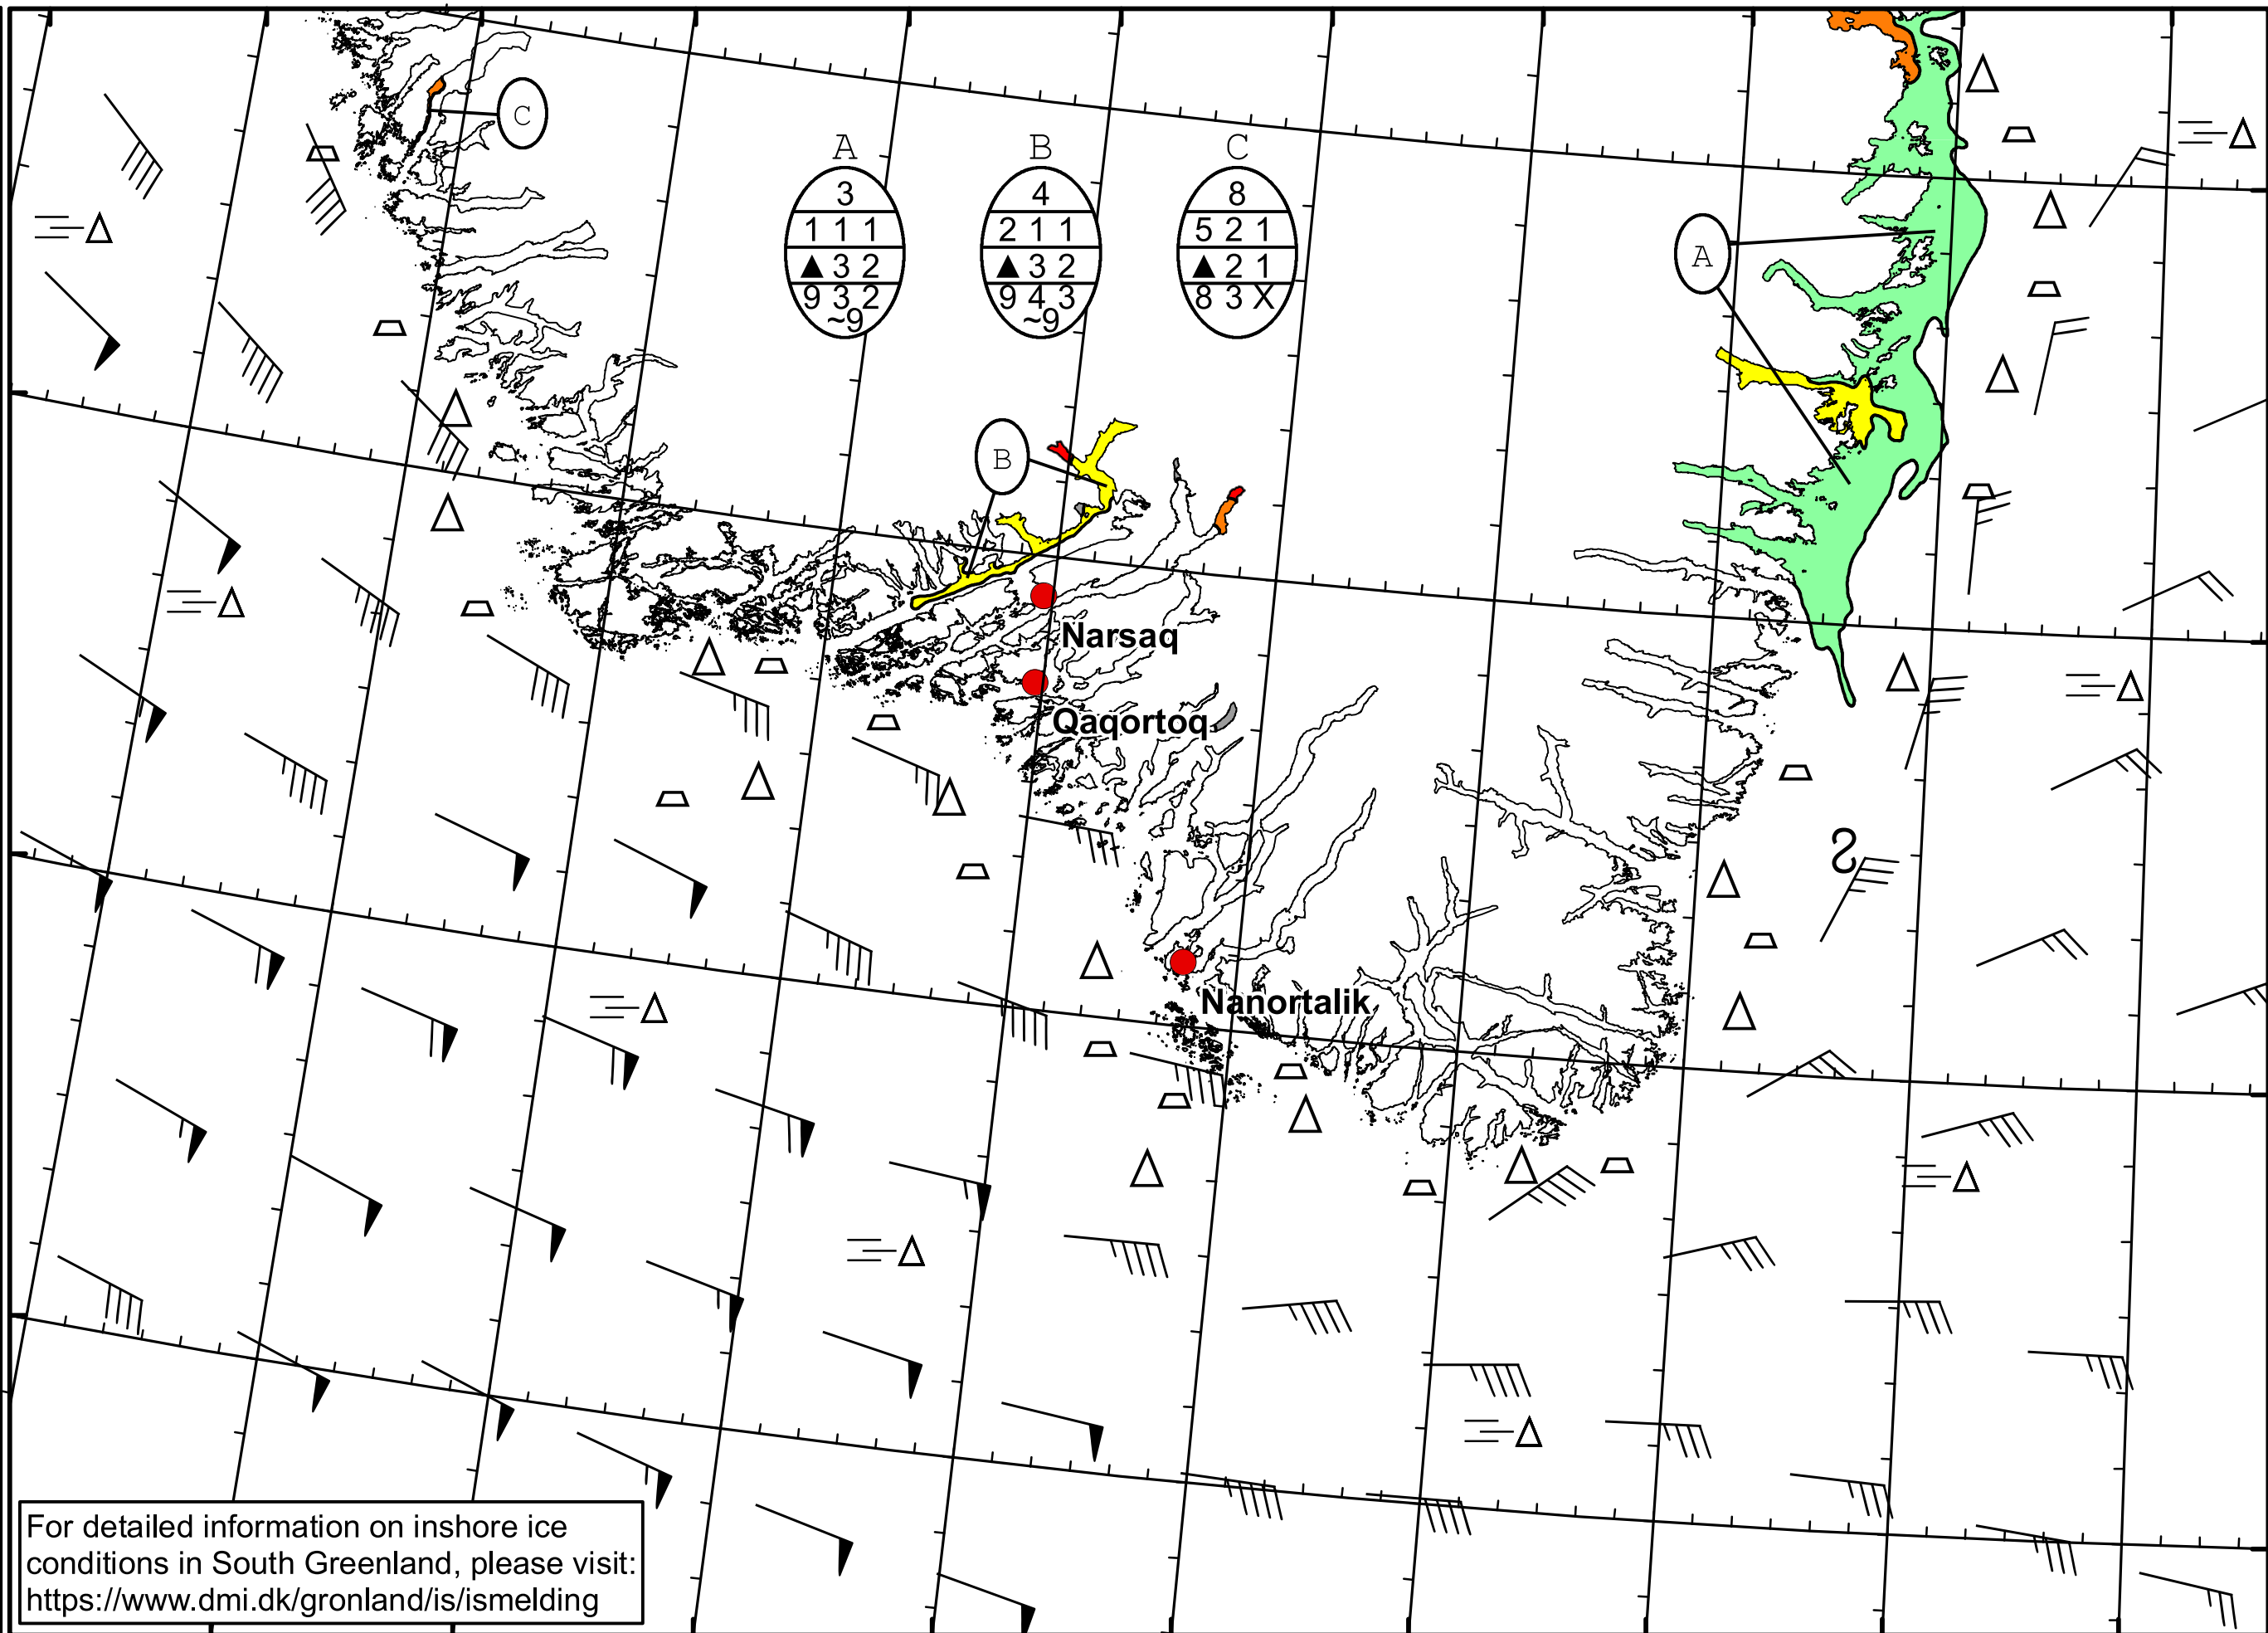 C
A B C
3 4 8
1 1 1 2 1 1 5 2 1
▲ 3 2 ▲ 3 2 ▲ 2 1
9 3 2 9 4 3 8 3 X
~9 ~9
A
B
Narsaq
Qaqortoq
Nanortalik
For detailed information on inshore ice
conditions in South Greenland, please visit:
https://www.dmi.dk/gronland/is/ismelding